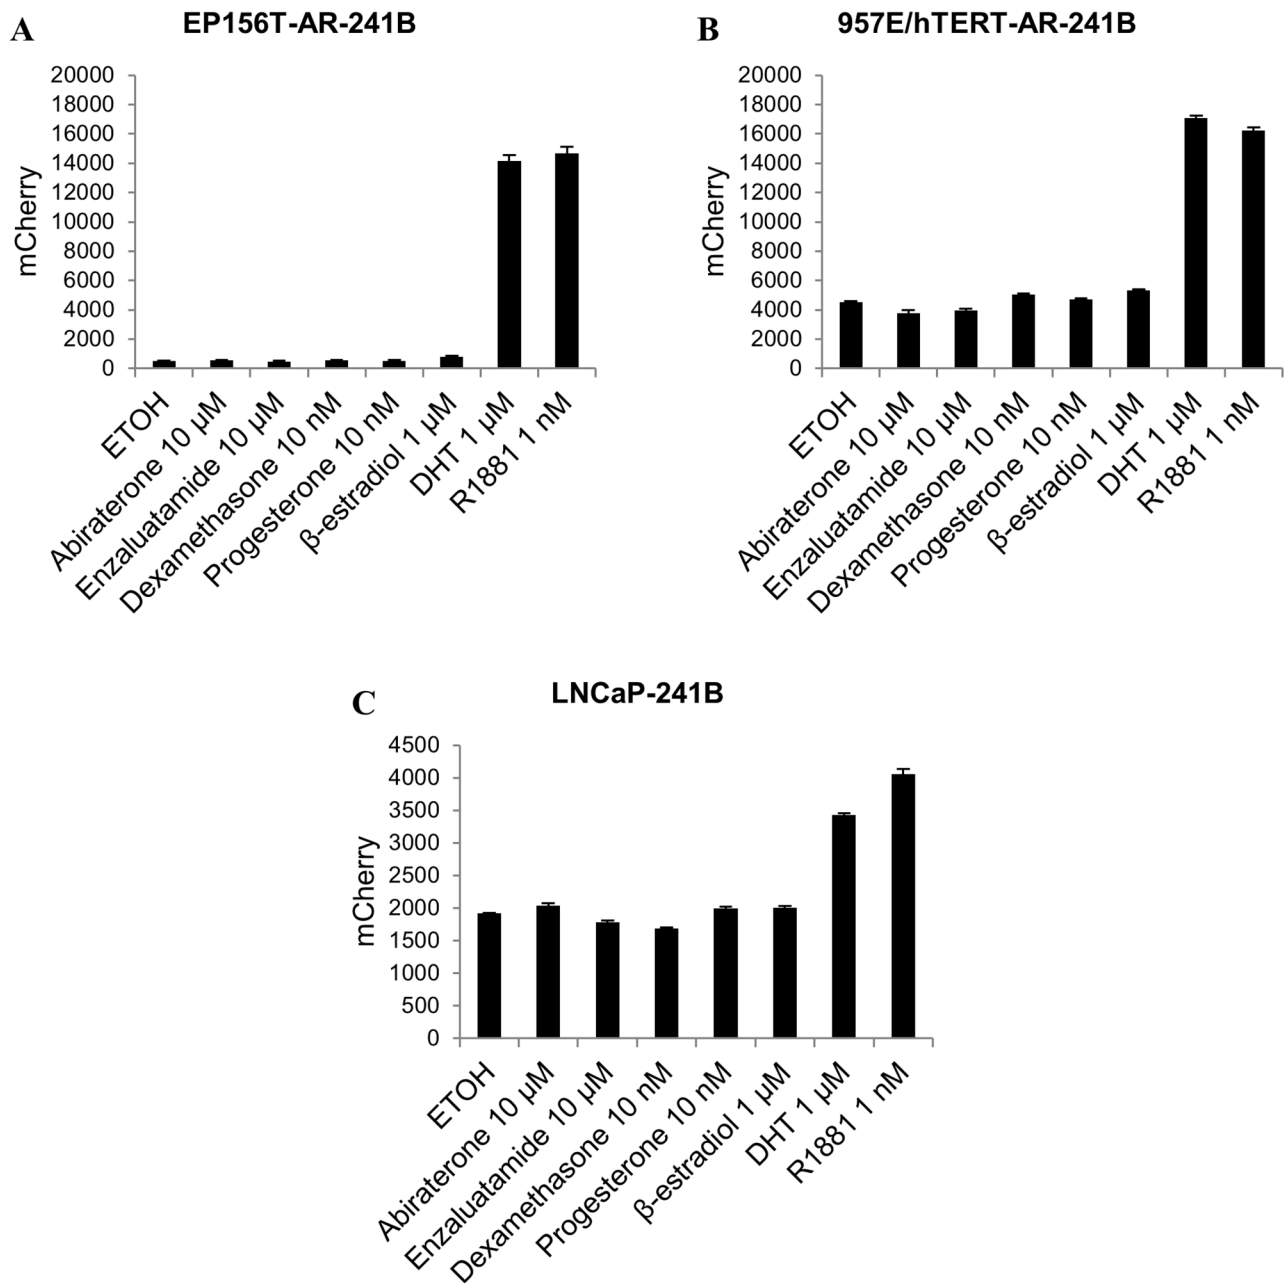 A
EP156T-AR-241B
20000
18000
16000
14000
12000
10000
8000
6000
4000
2000
0
mCherry
ETOH
Abiraterone 10 µM
Enzaluatamide 10 µM
Dexamethasone 10 nM
Progesterone 10 nM
β-estradiol 1 µM
DHT 1 µM
R1881 1 nM
B
957E/hTERT-AR-241B
20000
18000
16000
14000
12000
10000
8000
6000
4000
2000
0
mCherry
ETOH
Abiraterone 10 µM
Enzaluatamide 10 µM
Dexamethasone 10 nM
Progesterone 10 nM
β-estradiol 1 µM
DHT 1 µM
R1881 1 nM
C
LNCaP-241B
4500
4000
3500
3000
2500
2000
1500
1000
500
0
mCherry
ETOH
Abiraterone 10 µM
Enzaluatamide 10 µM
Dexamethasone 10 nM
Progesterone 10 nM
β-estradiol 1 µM
DHT 1 µM
R1881 1 nM